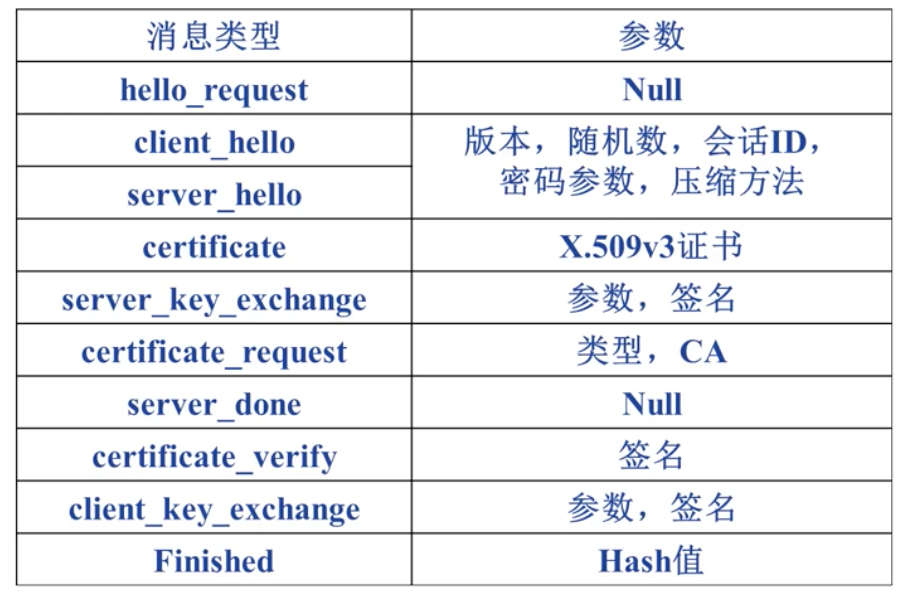 消息类型
参数
hello_request
Null
client_hello
版本，随机数，会话ID，
密码参数，压缩方法
server_hello
certificate
X.509v3证书
server_key_exchange
参数，签名
certificate_request
类型，CA
server_done
Null
certificate_verify
签名
client_key_exchange
参数，签名
Finished
Hash值